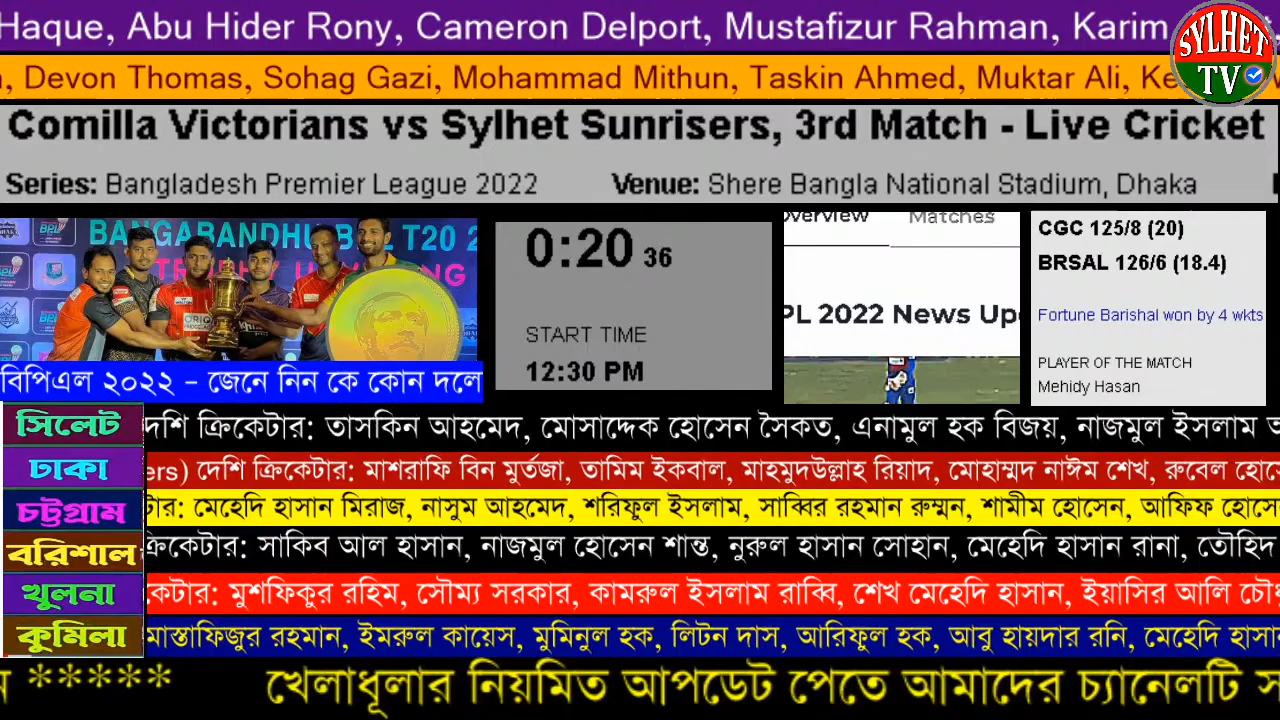 Haque, Abu Hider Rony, Cameron Delport, Mustafizur Rahman, Karim
SYLHET TV
Devon Thomas, Sohag Gazi, Mohammad Mithun, Taskin Ahmed, Muktar Ali,
Comilla Victorians vs Sylhet Sunrisers, 3rd Match - Live Cricket
Series: Bangladesh Premier League 2022 Venue: Shere Bangla National Stadium, Dhaka
BANGABANDHU BPL T20 2
0:20 36
START TIME
12:30 PM
Overview Matches
PL 2022 News Up
CGC 125/8 (20)
BRSAL 126/6 (18.4)
Fortune Barishal won by 4 wkts
PLAYER OF THE MATCH
Mehidy Hasan
বিপিএল ২০২২ - জেনে নিন কে কোন দলে
সিলেট দেশি ক্রিকেটার: তাসকিন আহমেদ, মোসাদ্দেক হোসেন সৈকত, এনামুল হক বিজয়, নাজমুল ইসলাম
ঢাকা ers) দেশি ক্রিকেটার: মাশরাফি বিন মুর্তজা, তামিম ইকবাল, মাহমুদউল্লাহ রিয়াদ, মোহাম্মদ নাঈম শেখ, রুবেল হোসে
চট্টগ্রাম টার: মেহেদি হাসান মিরাজ, নাসুম আহমেদ, শরিফুল ইসলাম, সাব্বির রহমান রুম্মন, শামীম হোসেন, আফিফ হোসে
বরিশাল ক্রিকেটার: সাকিব আল হাসান, নাজমুল হোসেন শান্ত, নুরুল হাসান সোহান, মেহেদি হাসান রানা, তৌহিদ
খুলনা কেটার: মুশফিকুর রহিম, সৌম্য সরকার, কামরুল ইসলাম রাব্বি, শেখ মেহেদি হাসান, ইয়াসির আলি চৌধ
কুমিলা মোস্তাফিজুর রহমান, ইমরুল কায়েস, মুমিনুল হক, লিটন দাস, আরিফুল হক, আবু হায়দার রনি, মেহেদি হাসা
ন ***** খেলাধূলার নিয়মিত আপডেট পেতে আমাদের চ্যানেলটি স